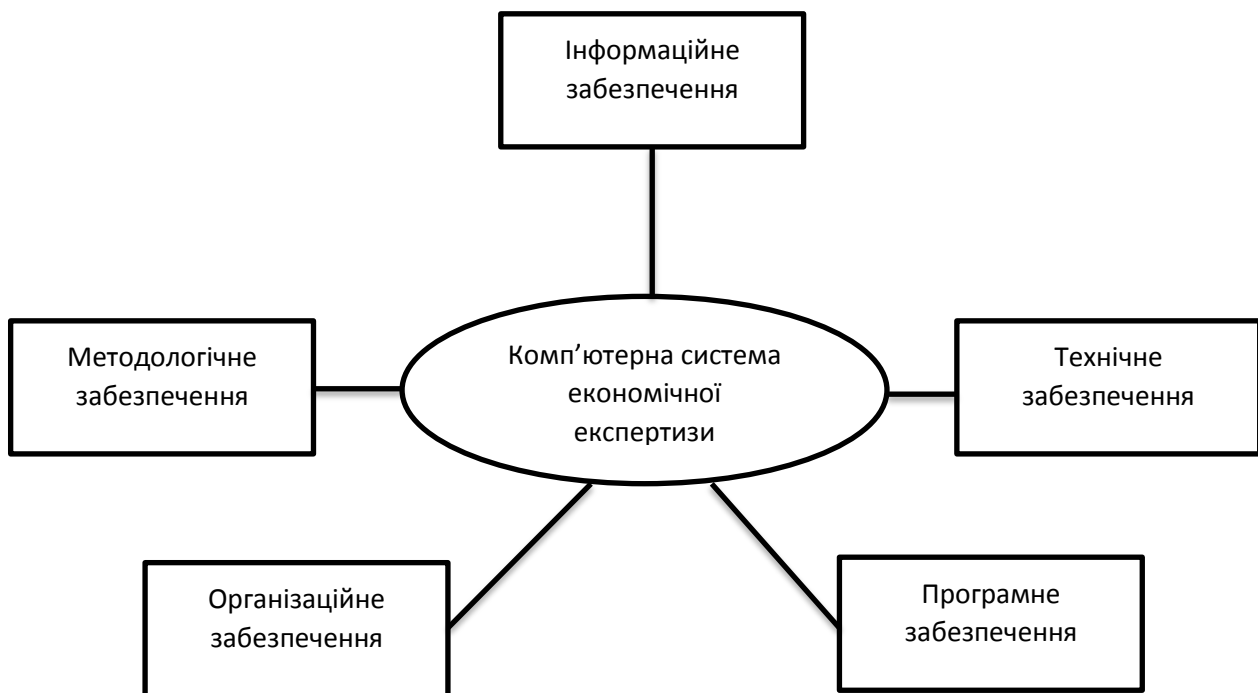 Інформаційне
забезпечення
Методологічне
забезпечення
Комп’ютерна система
економічної
експертизи
Технічне
забезпечення
Організаційне
забезпечення
Програмне
забезпечення